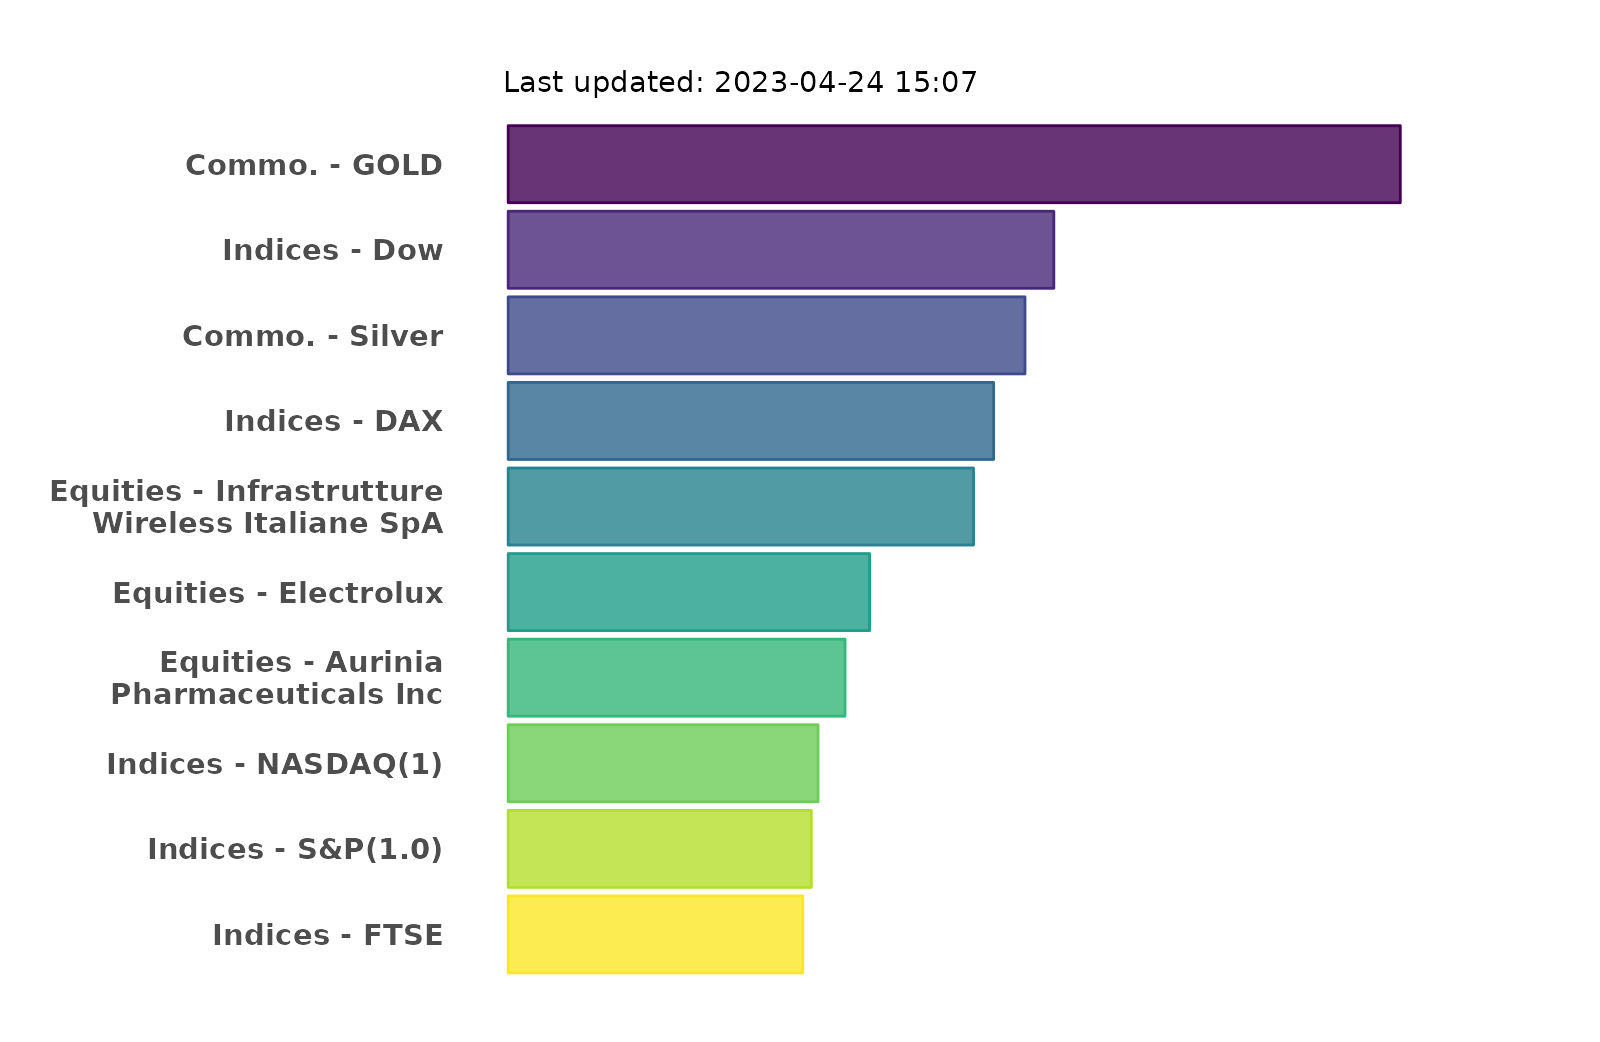 Last updated: 2023-04-24 15:07
Commo. - GOLD
Indices - Dow
Commo. - Silver
Indices - DAX
Equities - Infrastrutture
Wireless Italiane SpA
Equities - Electrolux
Equities - Aurinia
Pharmaceuticals Inc
Indices - NASDAQ(1)
Indices - S&P(1.0)
Indices - FTSE